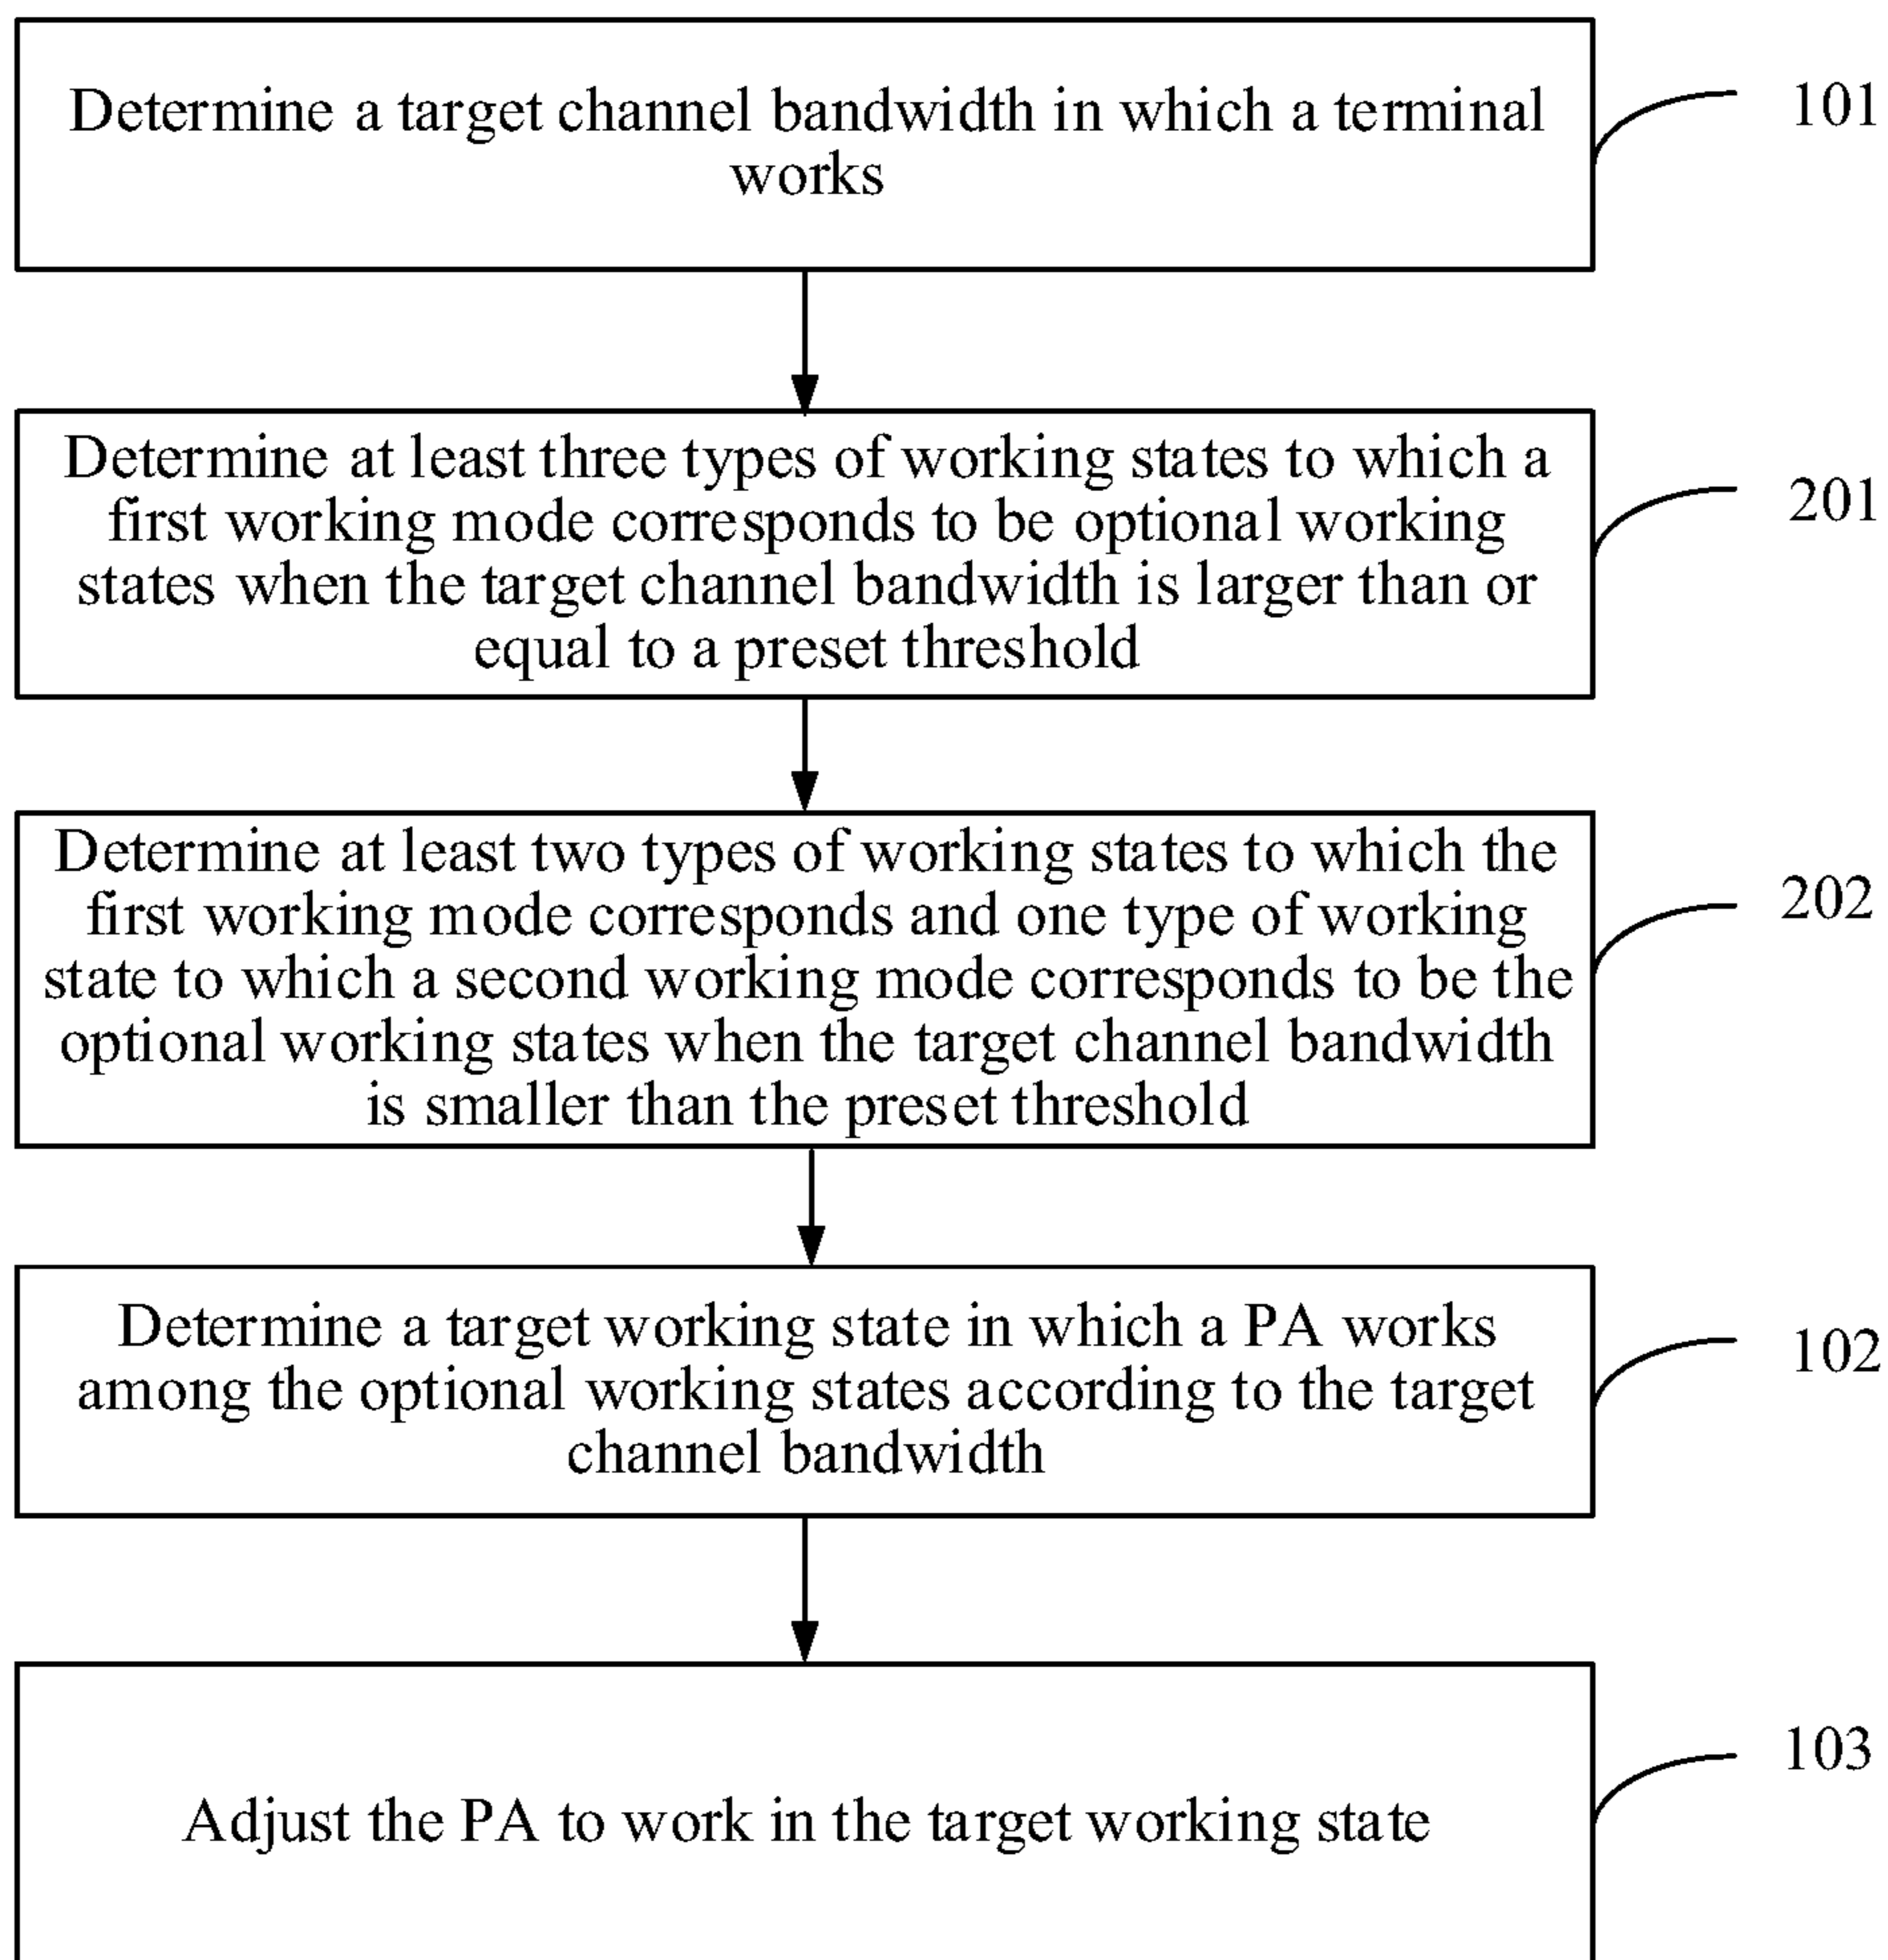 Determine a target channel bandwidth in which a terminal
works
101
Determine at least three types of working states to which a
first working mode corresponds to be optional working
states when the target channel bandwidth is larger than or
equal to a preset threshold
201
Determine at least two types of working states to which the
first working mode corresponds and one type of working
state to which a second working mode corresponds to be the
optional working states when the target channel bandwidth
is smaller than the preset threshold
202
Determine a target working state in which a PA works
among the optional working states according to the target
channel bandwidth
102
Adjust the PA to work in the target working state
103